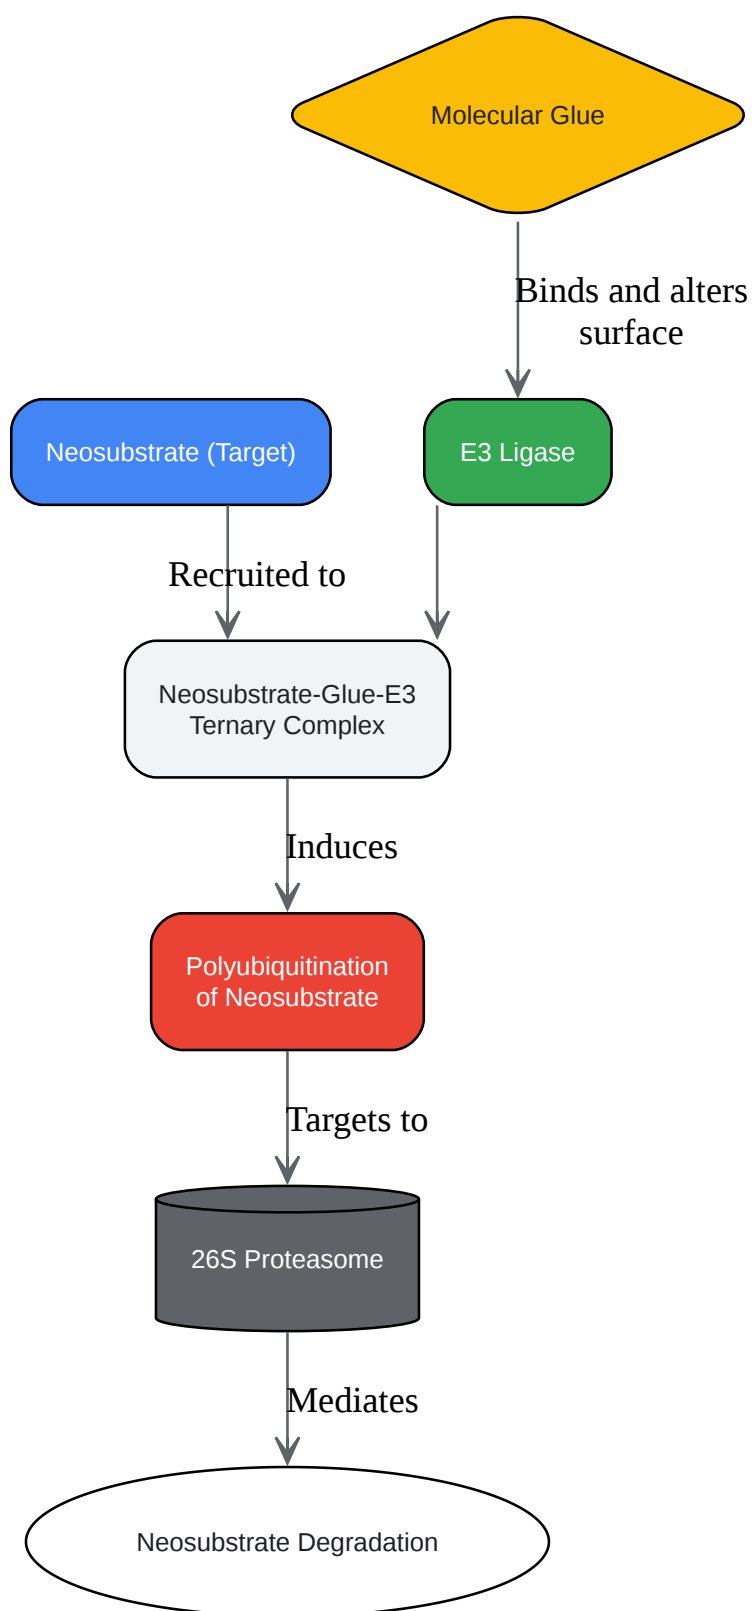 Molecular Glue
Binds and alters
surface
Neosubstrate (Target)
E3 Ligase
Recruited to
Neosubstrate-Glue-E3
Ternary Complex
Induces
Polyubiquitination
of Neosubstrate
Targets to
26S Proteasome
Mediates
Neosubstrate Degradation